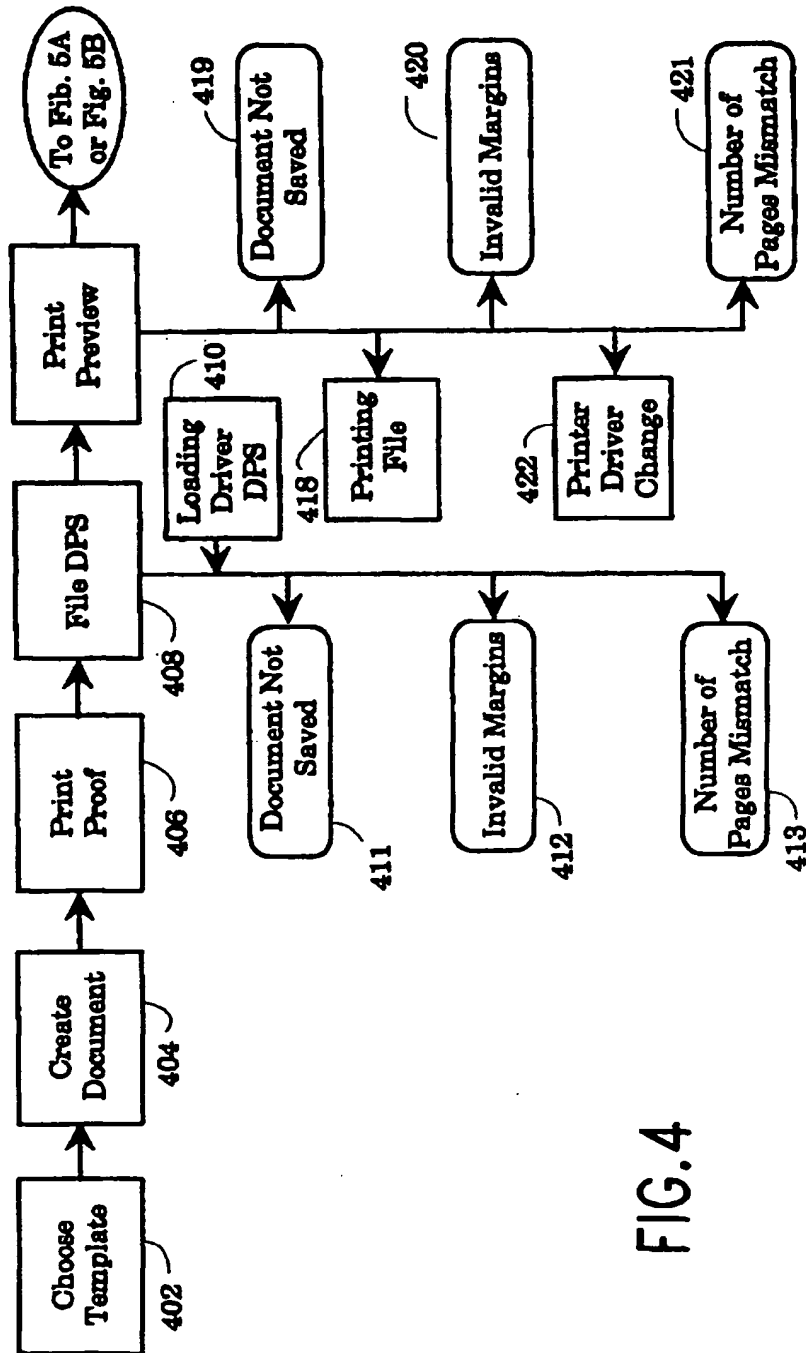 Choose
Template
402
Create
Document
404
Print
Proof
406
File DPS
408
Print
Preview
To Fib. 5A
or Fig. 5B
Loading
Driver
DPS
410
Document Not
Saved
411
Invalid Margins
412
Number of
Pages Mismatch
413
Printing
File
418
Document Not
Saved
419
Invalid Margins
420
Number of
Pages Mismatch
421
Printer
Driver
Change
422
FIG. 4